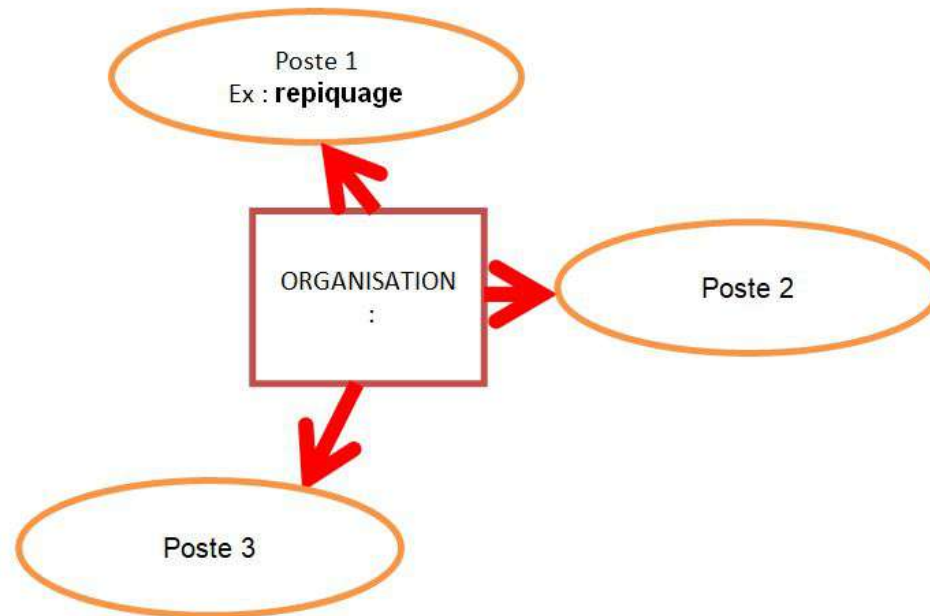 Poste 1
Ex : repiquage
ORGANISATION
:
Poste 2
Poste 3